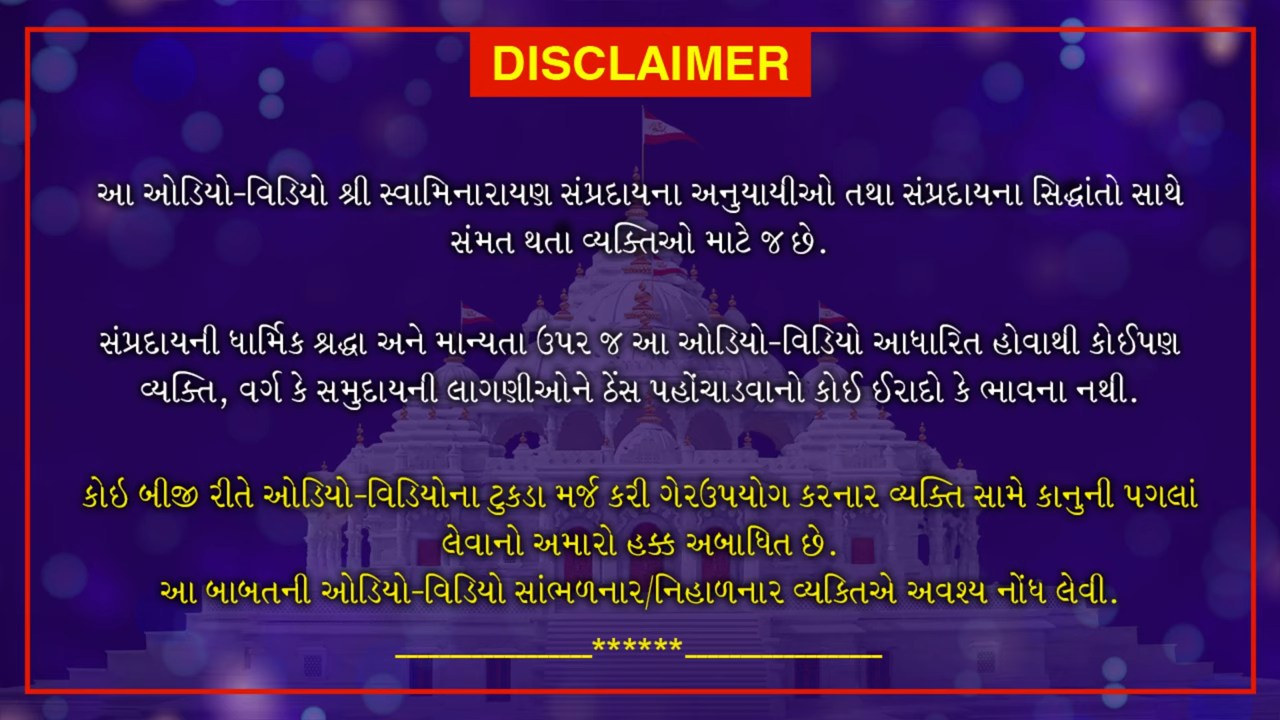 DISCLAIMER
આ ઓડિયો-વિડિયો શ્રી સ્વામિનારાયણ સંપ્રદાયના અનુયાયીઓ તથા સંપ્રદાયના સિદ્ધાંતો સાથે
સંમત થતા વ્યક્તિઓ માટે જ છે.
સંપ્રદાયની ધાર્મિક શ્રદ્ધા અને માન્યતા ઉપર જ આ ઓડિયો-વિડિયો આધારિત હોવાથી કોઈપણ
વ્યક્તિ, વર્ગ કે સમુદાયની લાગણીઓને ઠેંસ પહોંચાડવાનો કોઈ ઈરાદો કે ભાવના નથી.
કોઇ બીજી રીતે ઓડિયો-વિડિયોના ટુકડા મર્જ કરી ગેરઉપયોગ કરનાર વ્યક્તિ સામે કાનુની પગલાં
લેવાનો અમારો હક્ક અબાધિત છે.
આ બાબતની ઓડિયો-વિડિયો સાંભળનાર/નિહાળનાર વ્યકિતએ અવશ્ય નોંધ લેવી.
______________******______________